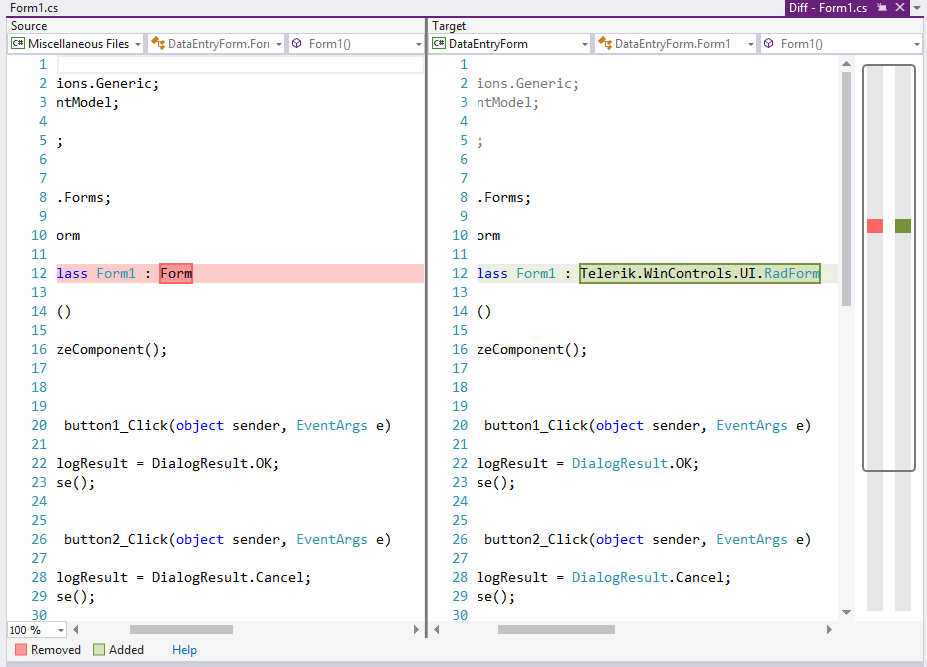 Form1.cs
Diff - Form1.cs
Source
C# Miscellaneous Files
DataEntryForm.For
Form1()
1
2 ions.Generic;
3 ntModel;
4
5 ;
6
7
8 .Forms;
9
10 orm
11
12 lass Form1 : Form
13
14 ()
15
16 zeComponent();
17
18
19
20 button1_Click(object sender, EventArgs e)
21
22 logResult = DialogResult.OK;
23 se();
24
25
26 button2_Click(object sender, EventArgs e)
27
28 logResult = DialogResult.Cancel;
29 se();
30
100 %
Target
C# DataEntryForm
DataEntryForm.Form1
Form1()
1
2 ions.Generic;
3 ntModel;
4
5 ;
6
7
8 .Forms;
9
10 orm
11
12 lass Form1 : Telerik.WinControls.UI.RadForm
13
14 ()
15
16 zeComponent();
17
18
19
20 button1_Click(object sender, EventArgs e)
21
22 logResult = DialogResult.OK;
23 se();
24
25
26 button2_Click(object sender, EventArgs e)
27
28 logResult = DialogResult.Cancel;
29 se();
30
Removed
Added
Help